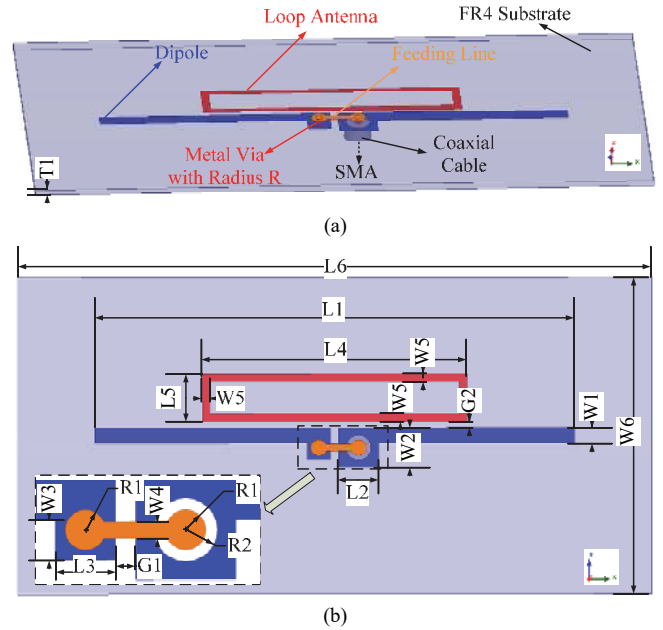 Loop Antenna
FR4 Substrate
Feeding Line
Dipole
T1
Metal Via
with Radius R
SMA
Coaxial
Cable
(a)
L6
L1
L4
W5
L5
W5
W5
G2
W1
W6
W2
L2
W3
R1
W4
R1
R2
L3
G1
(b)